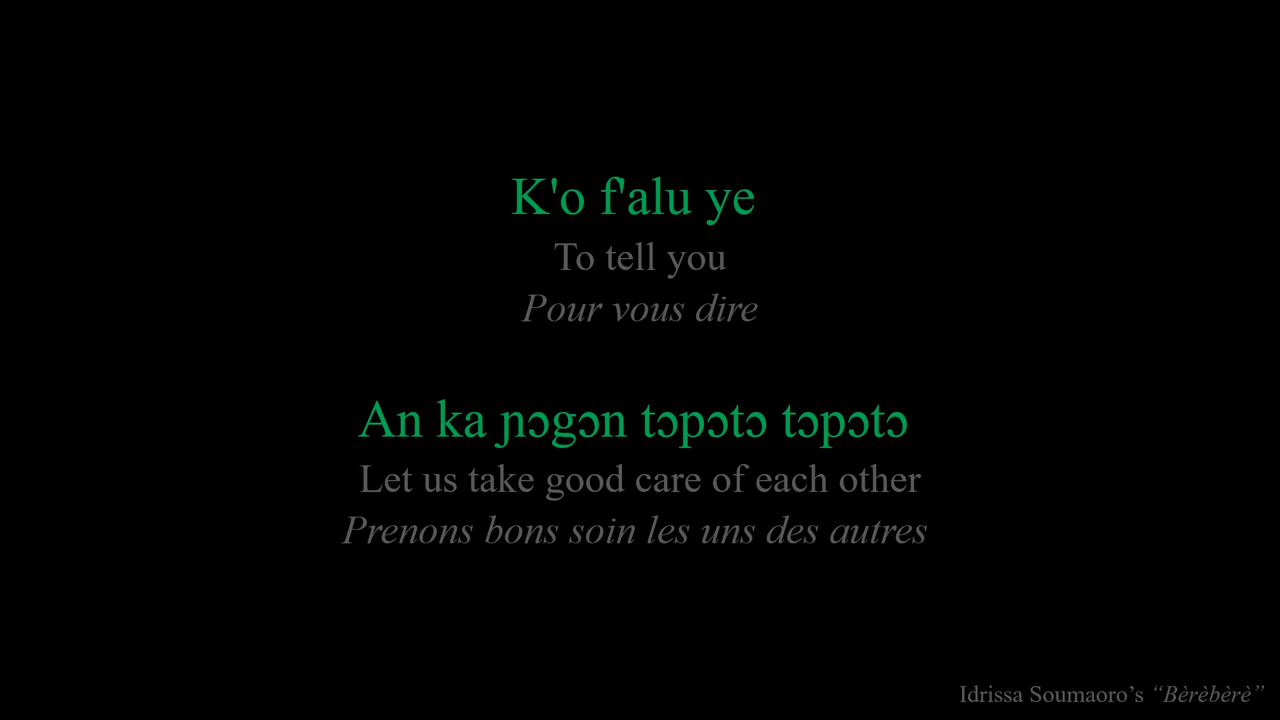 K'o f'alu ye
To tell you
Pour vous dire
An ka ɲɔgɔn tɔpɔtɔ tɔpɔtɔ
Let us take good care of each other
Prenons bons soin les uns des autres
Idrissa Soumaoro’s “Bèrèbèrè”